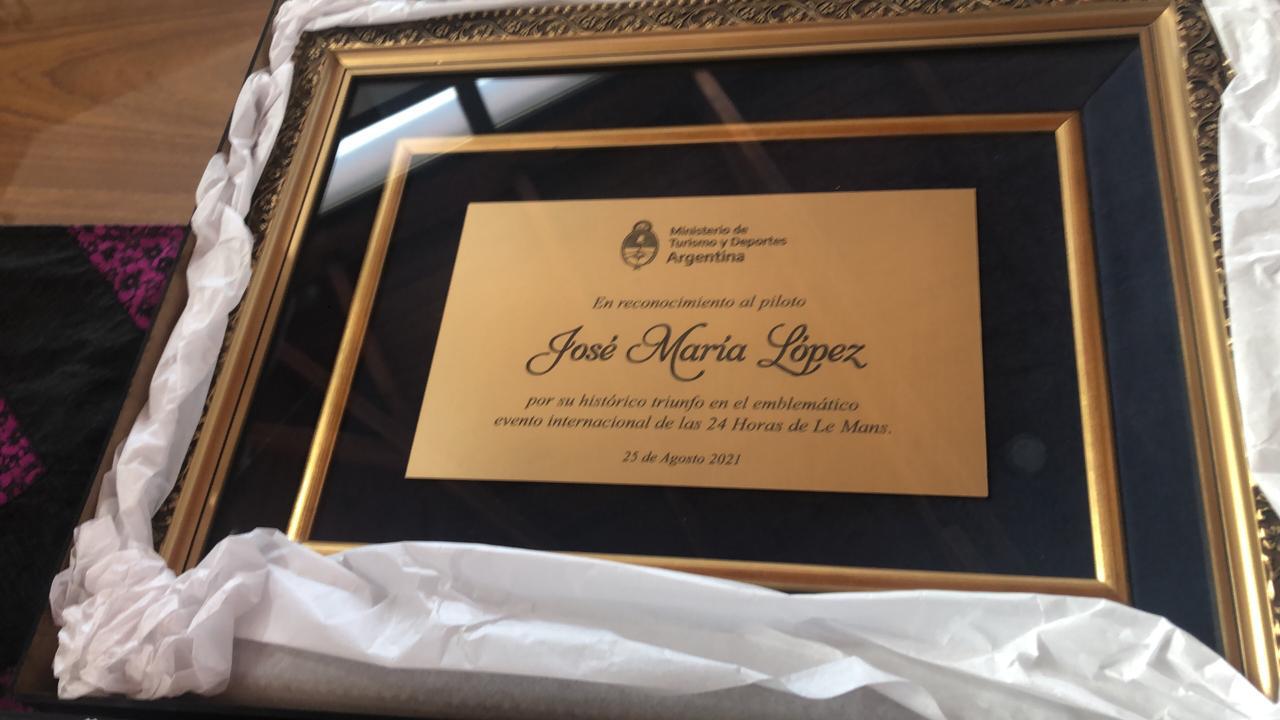 Ministerio de
Turismo y Deportes
Argentina
En reconocimiento al piloto
José María López
por su histórico triunfo en el emblemático
evento internacional de las 24 Horas de Le Mans.
25 de Agosto 2021